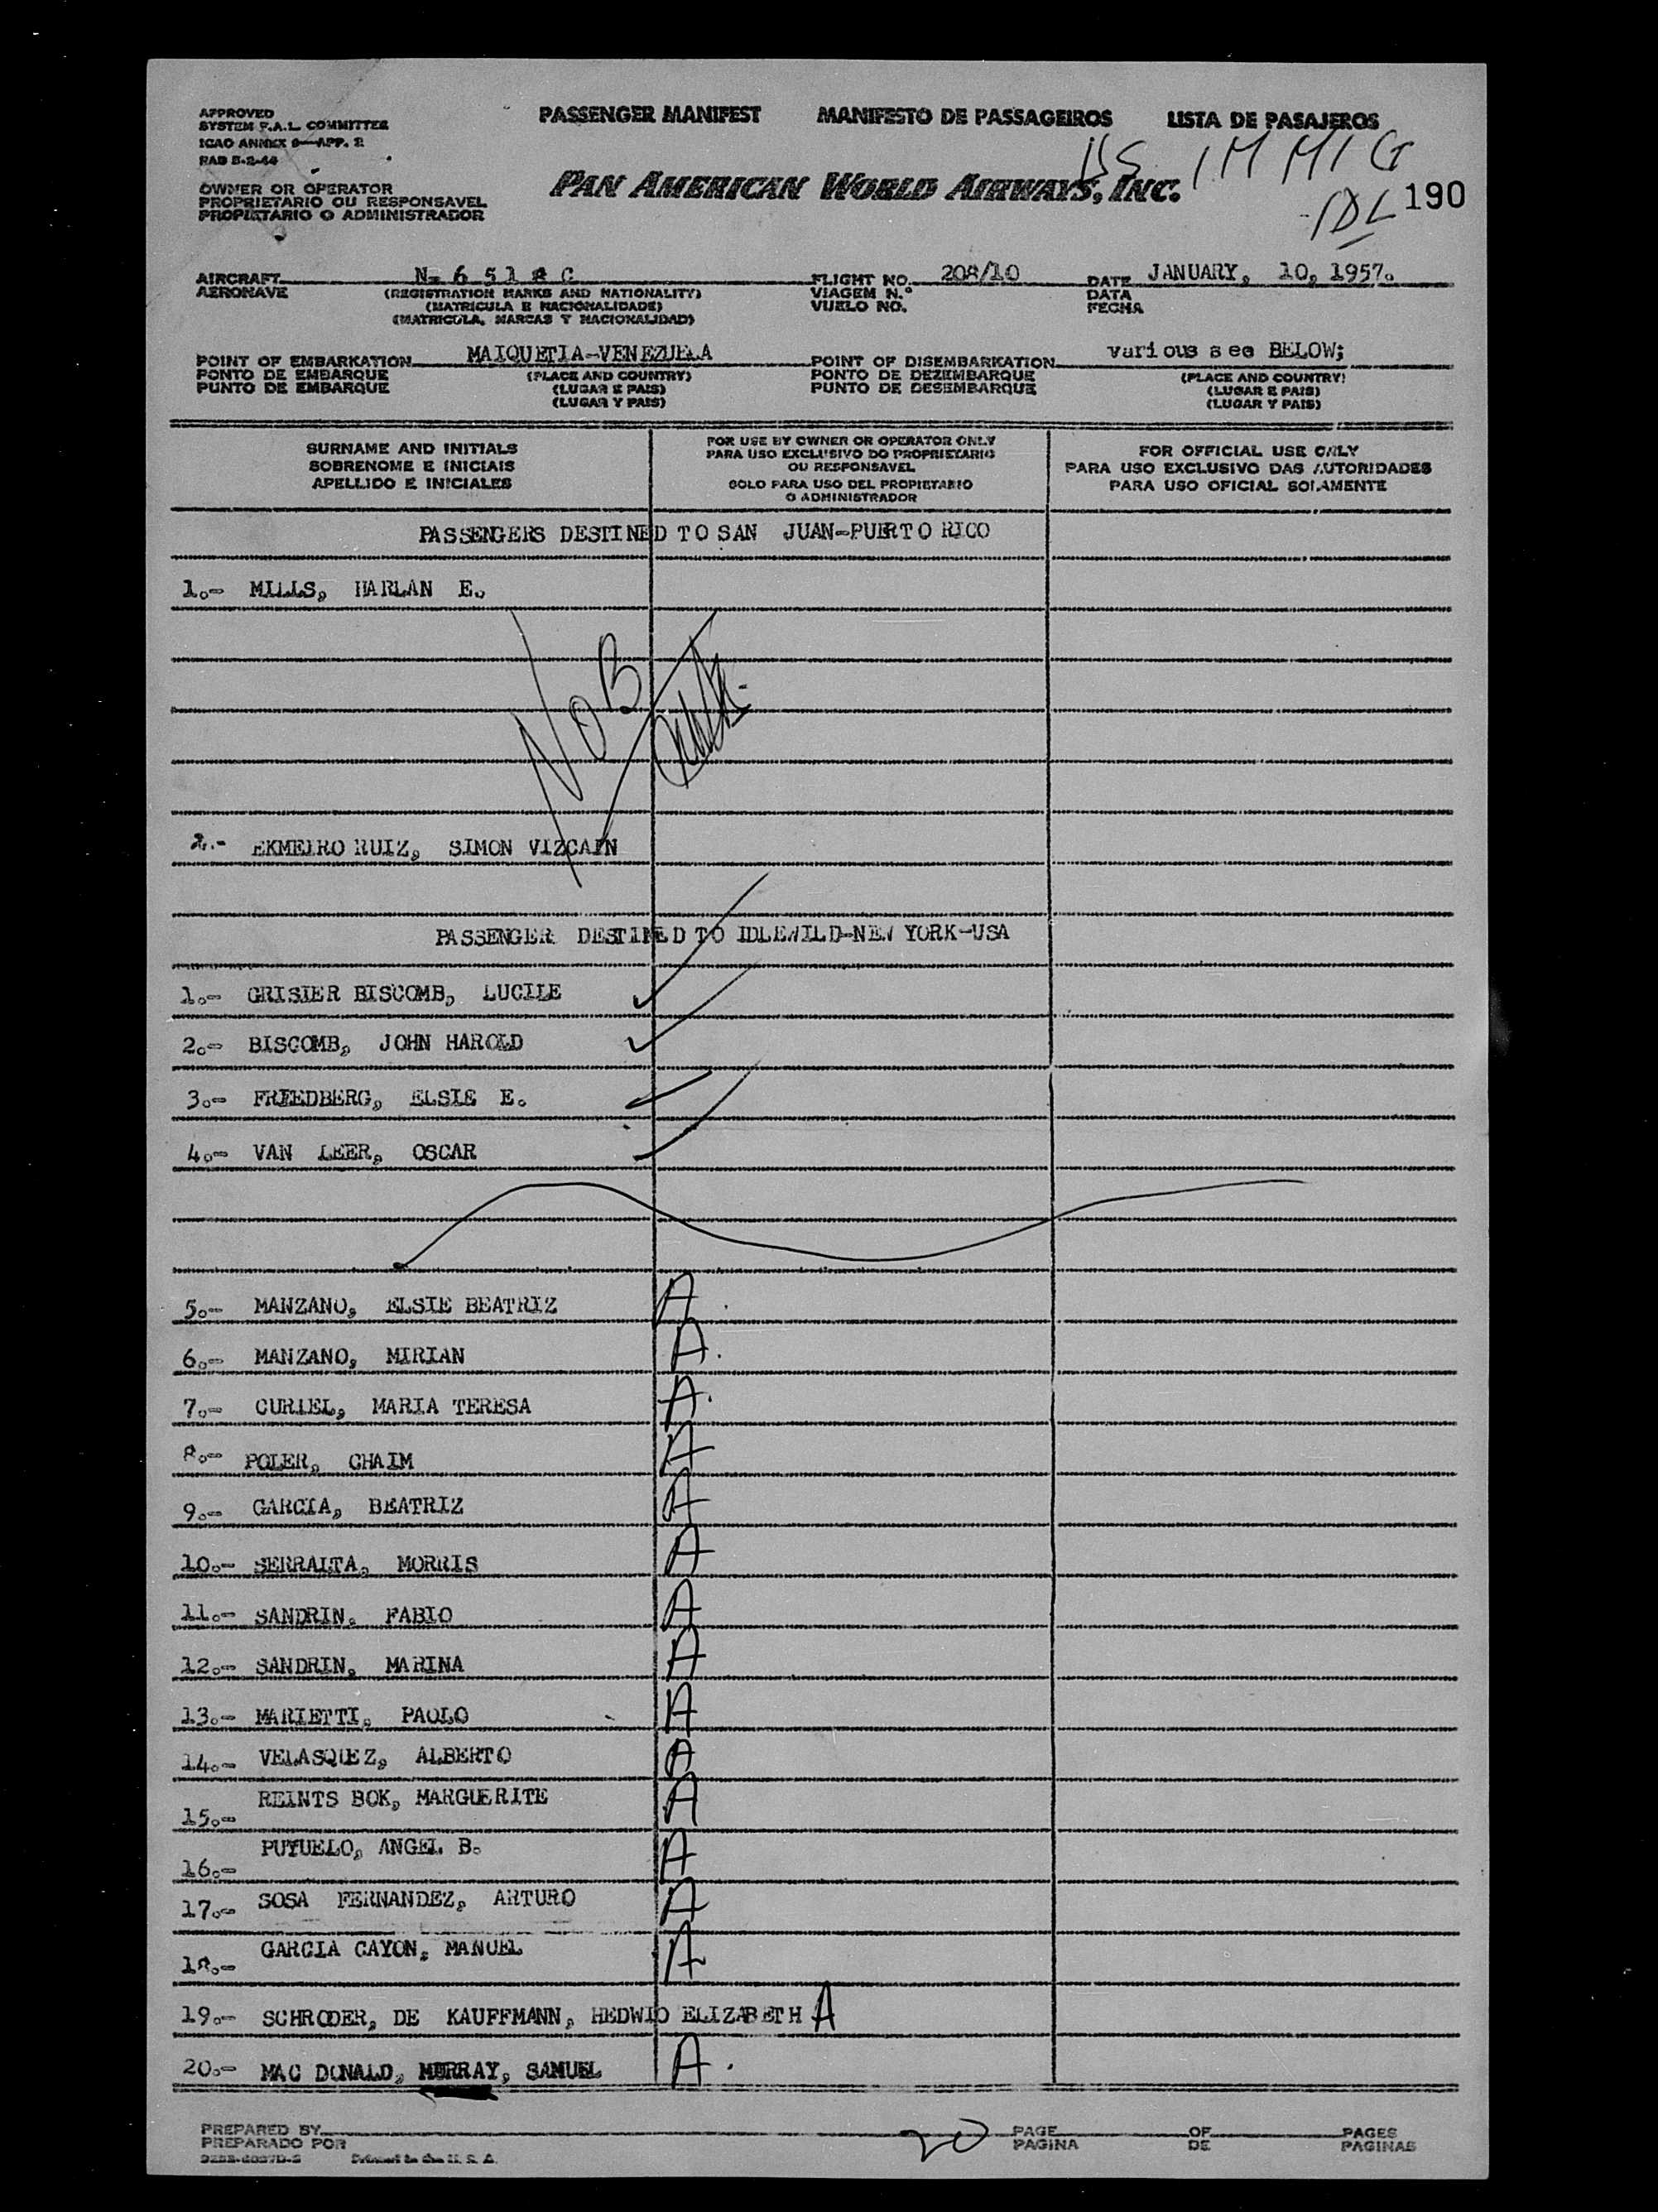 APPROVED
SYSTEM F.A.L. COMMITTEE
ICAO ANNEX 9—APP. 2
RAB 5-2-44
PASSENGER MANIFEST MANIFESTO DE PASSAGEIROS LISTA DE PASAJEROS
US IMMIG
OWNER OR OPERATOR
PROPRIETARIO OU RESPONSAVEL
PROPIETARIO O ADMINISTRADOR
PAN AMERICAN WORLD AIRWAYS, INC.
IDL 190
AIRCRAFT N- 6 5 1 8 C FLIGHT NO. 208/10 DATE JANUARY, 10, 1957.
AERONAVE (REGISTRATION MARKS AND NATIONALITY) VIAGEM N.° DATA
(MATRICULA E NACIONALIDADE) VUELO NO. FECHA
(MATRICULA, MARCAS Y NACIONALIDAD)
POINT OF EMBARKATION MAIQUETIA-VENEZUELA POINT OF DISEMBARKATION various see BELOW;
PONTO DE EMBARQUE (PLACE AND COUNTRY) PONTO DE DEZEMBARQUE (PLACE AND COUNTRY)
PUNTO DE EMBARQUE (LUGAR E PAIS) PUNTO DE DESEMBARQUE (LUGAR E PAIS)
(LUGAR Y PAIS) (LUGAR Y PAIS)
SURNAME AND INITIALS
SOBRENOME E INICIAIS
APELLIDO E INICIALES
FOR USE BY OWNER OR OPERATOR ONLY
PARA USO EXCLUSIVO DO PROPRIETARIO
OU RESPONSAVEL
SOLO PARA USO DEL PROPIETARIO
O ADMINISTRADOR
FOR OFFICIAL USE ONLY
PARA USO EXCLUSIVO DAS AUTORIDADES
PARA USO OFICIAL SOLAMENTE
PASSENGERS DESTINED TO SAN JUAN-PUERTO RICO
1.- MILLS, HARLAN E.
NOB
2.- EKMEIRO RUIZ, SIMON VIZCAIN
PASSENGER DESTINED TO IDLEWILD-NEW YORK-USA
1.- GRISIER BISCOMB, LUCILE
2.- BISCOMB, JOHN HAROLD
3.- FRIEDBERG, ELSIE E.
4.- VAN LEER, OSCAR
5.- MANZANO, ELSIE BEATRIZ A
6.- MANZANO, MIRIAN A.
7.- CURIEL, MARIA TERESA A.
8.- POLER, CHAIM A
9.- GARCIA, BEATRIZ A
10.- SERRALTA, MORRIS A
11.- SANDRIN, FABIO A
12.- SANDRIN, MARINA A
13.- MARIETTI, PAOLO A
14.- VELASQUEZ, ALBERTO A
15.- REINTS BOK, MARGUERITE A
16.- PUYUELO, ANGEL B. A
17.- SOSA FERNANDEZ, ARTURO A
18.- GARCIA CAYON, MANUEL A
19.- SCHRODER, DE KAUFFMANN, HEDWIO ELIZABETH A
20.- MAC DONALD, MURRAY, SAMUEL A.
PREPARED BY 20 PAGE OF PAGES
PREPARADO POR PAGINA DE PAGINAS
Printed in the U. S. A.